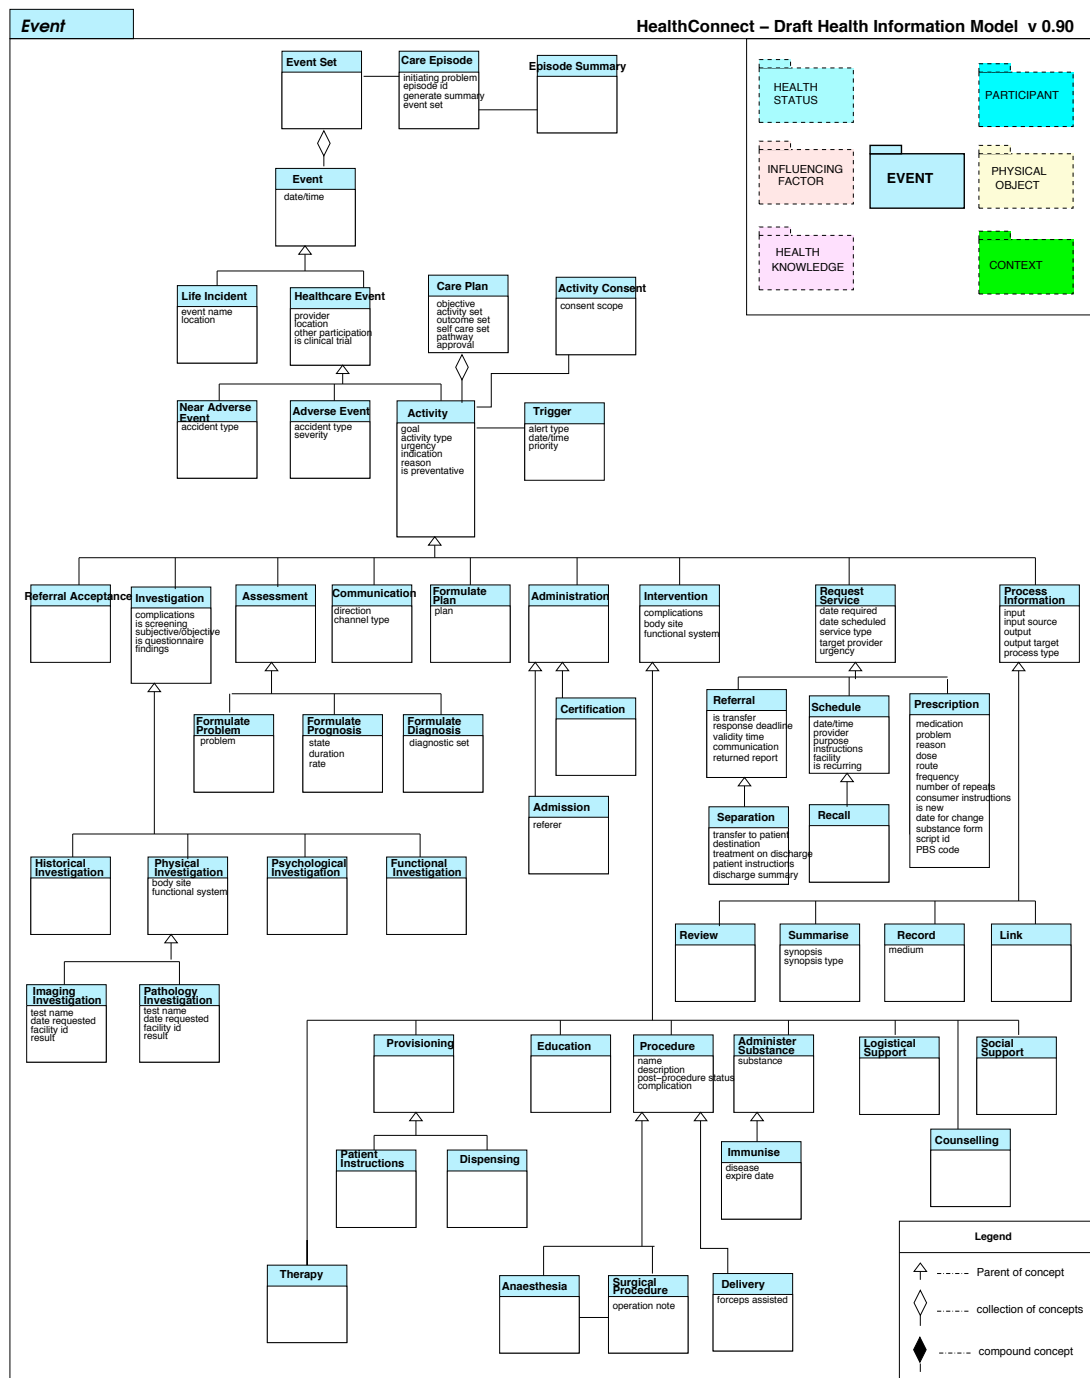 Event
HealthConnect – Draft Health Information Model v 0.90
Event Set
Care Episode
initiating problem
episode id
generate summary
event set
Episode Summary
HEALTH
STATUS
PARTICIPANT
INFLUENCING
FACTOR
EVENT
PHYSICAL
OBJECT
HEALTH
KNOWLEDGE
CONTEXT
Event
date/time
Life Incident
event name
location
Healthcare Event
provider
location
other participation
is clinical trial
Care Plan
objective
activity set
outcome set
self care set
pathway
approval
Activity Consent
consent scope
Near Adverse
Event
accident type
Adverse Event
accident type
severity
Activity
goal
activity type
urgency
indication
reason
is preventative
Trigger
alert type
date/time
priority
Referral Acceptance
Investigation
complications
is screening
subjective/objective
is questionnaire
findings
Assessment
Communication
direction
channel type
Formulate
Plan
plan
Administration
Intervention
complications
body site
functional system
Request
Service
date required
date scheduled
service type
target provider
urgency
Process
Information
input
input source
output
output target
process type
Formulate
Problem
problem
Formulate
Prognosis
state
duration
rate
Formulate
Diagnosis
diagnostic set
Certification
Referral
is transfer
response deadline
validity time
communication
returned report
Schedule
date/time
provider
purpose
instructions
facility
is recurring
Prescription
medication
problem
reason
dose
route
frequency
number of repeats
consumer instructions
is new
date for change
substance form
script id
PBS code
Admission
referer
Separation
transfer to patient
destination
treatment on discharge
patient instructions
discharge summary
Recall
Historical
Investigation
Physical
Investigation
body site
functional system
Psychological
Investigation
Functional
Investigation
Review
Summarise
synopsis
synopsis type
Record
medium
Link
Imaging
Investigation
test name
date requested
facility id
result
Pathology
Investigation
test name
date requested
facility id
result
Provisioning
Education
Procedure
name
description
post–procedure status
complication
Administer
Substance
substance
Logistical
Support
Social
Support
Counselling
Patient
Instructions
Dispensing
Immunise
disease
expire date
Therapy
Anaesthesia
Surgical
Procedure
operation note
Delivery
forceps assisted
Legend
Parent of concept
collection of concepts
compound concept